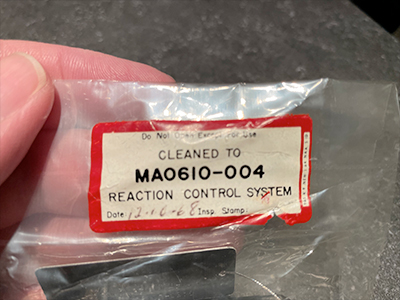 Do Not Open Except For Use
CLEANED TO
MA0610-004
REACTION CONTROL SYSTEM
Date 12-10-68 Insp. Stamp: